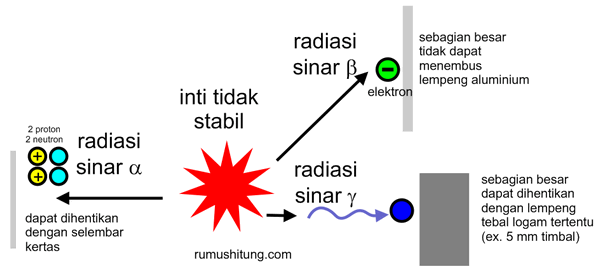 radiasi
sinar β
−
elektron
sebagian besar
tidak dapat
menembus
lempeng aluminium
inti tidak
stabil
2 proton
2 neutron
+
+
radiasi
sinar α
dapat dihentikan
dengan selembar
kertas
radiasi
sinar γ
sebagian besar
dapat dihentikan
dengan lempeng
tebal logam tertentu
(ex. 5 mm timbal)
rumushitung.com